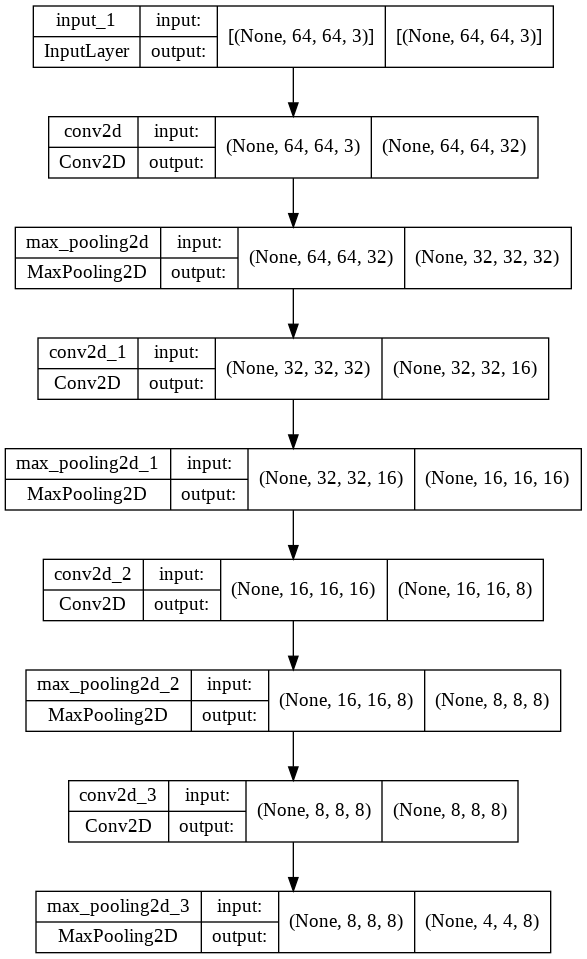 input_1 input: [(None, 64, 64, 3)] [(None, 64, 64, 3)]
InputLayer output:
conv2d input: (None, 64, 64, 3) (None, 64, 64, 32)
Conv2D output:
max_pooling2d input: (None, 64, 64, 32) (None, 32, 32, 32)
MaxPooling2D output:
conv2d_1 input: (None, 32, 32, 32) (None, 32, 32, 16)
Conv2D output:
max_pooling2d_1 input: (None, 32, 32, 16) (None, 16, 16, 16)
MaxPooling2D output:
conv2d_2 input: (None, 16, 16, 16) (None, 16, 16, 8)
Conv2D output:
max_pooling2d_2 input: (None, 16, 16, 8) (None, 8, 8, 8)
MaxPooling2D output:
conv2d_3 input: (None, 8, 8, 8) (None, 8, 8, 8)
Conv2D output:
max_pooling2d_3 input: (None, 8, 8, 8) (None, 4, 4, 8)
MaxPooling2D output: